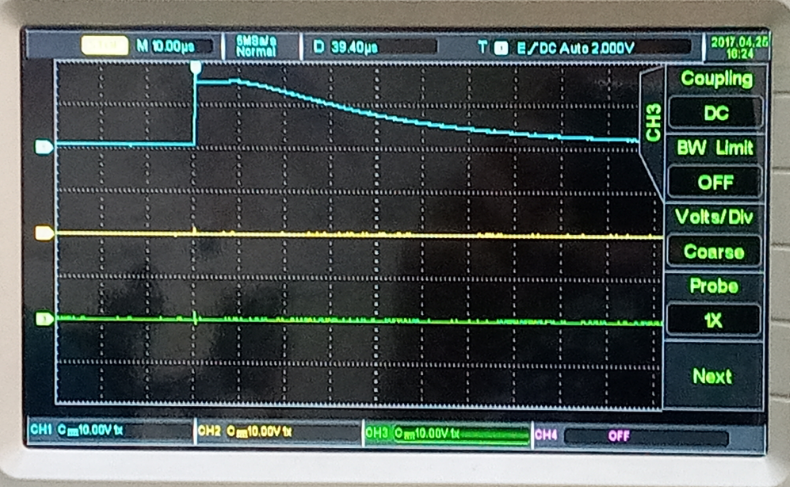 M 10.00µs
5MSa/s
Normal
D 39.40µs
T E DC Auto 2.000V
2017.04.26
16:24
Coupling
DC
BW Limit
OFF
Volts/Div
Coarse
Probe
1X
Next
CH3
CH1 10.00V 1x
CH2 10.00V 1x
CH3 10.00V 1x
CH4 OFF